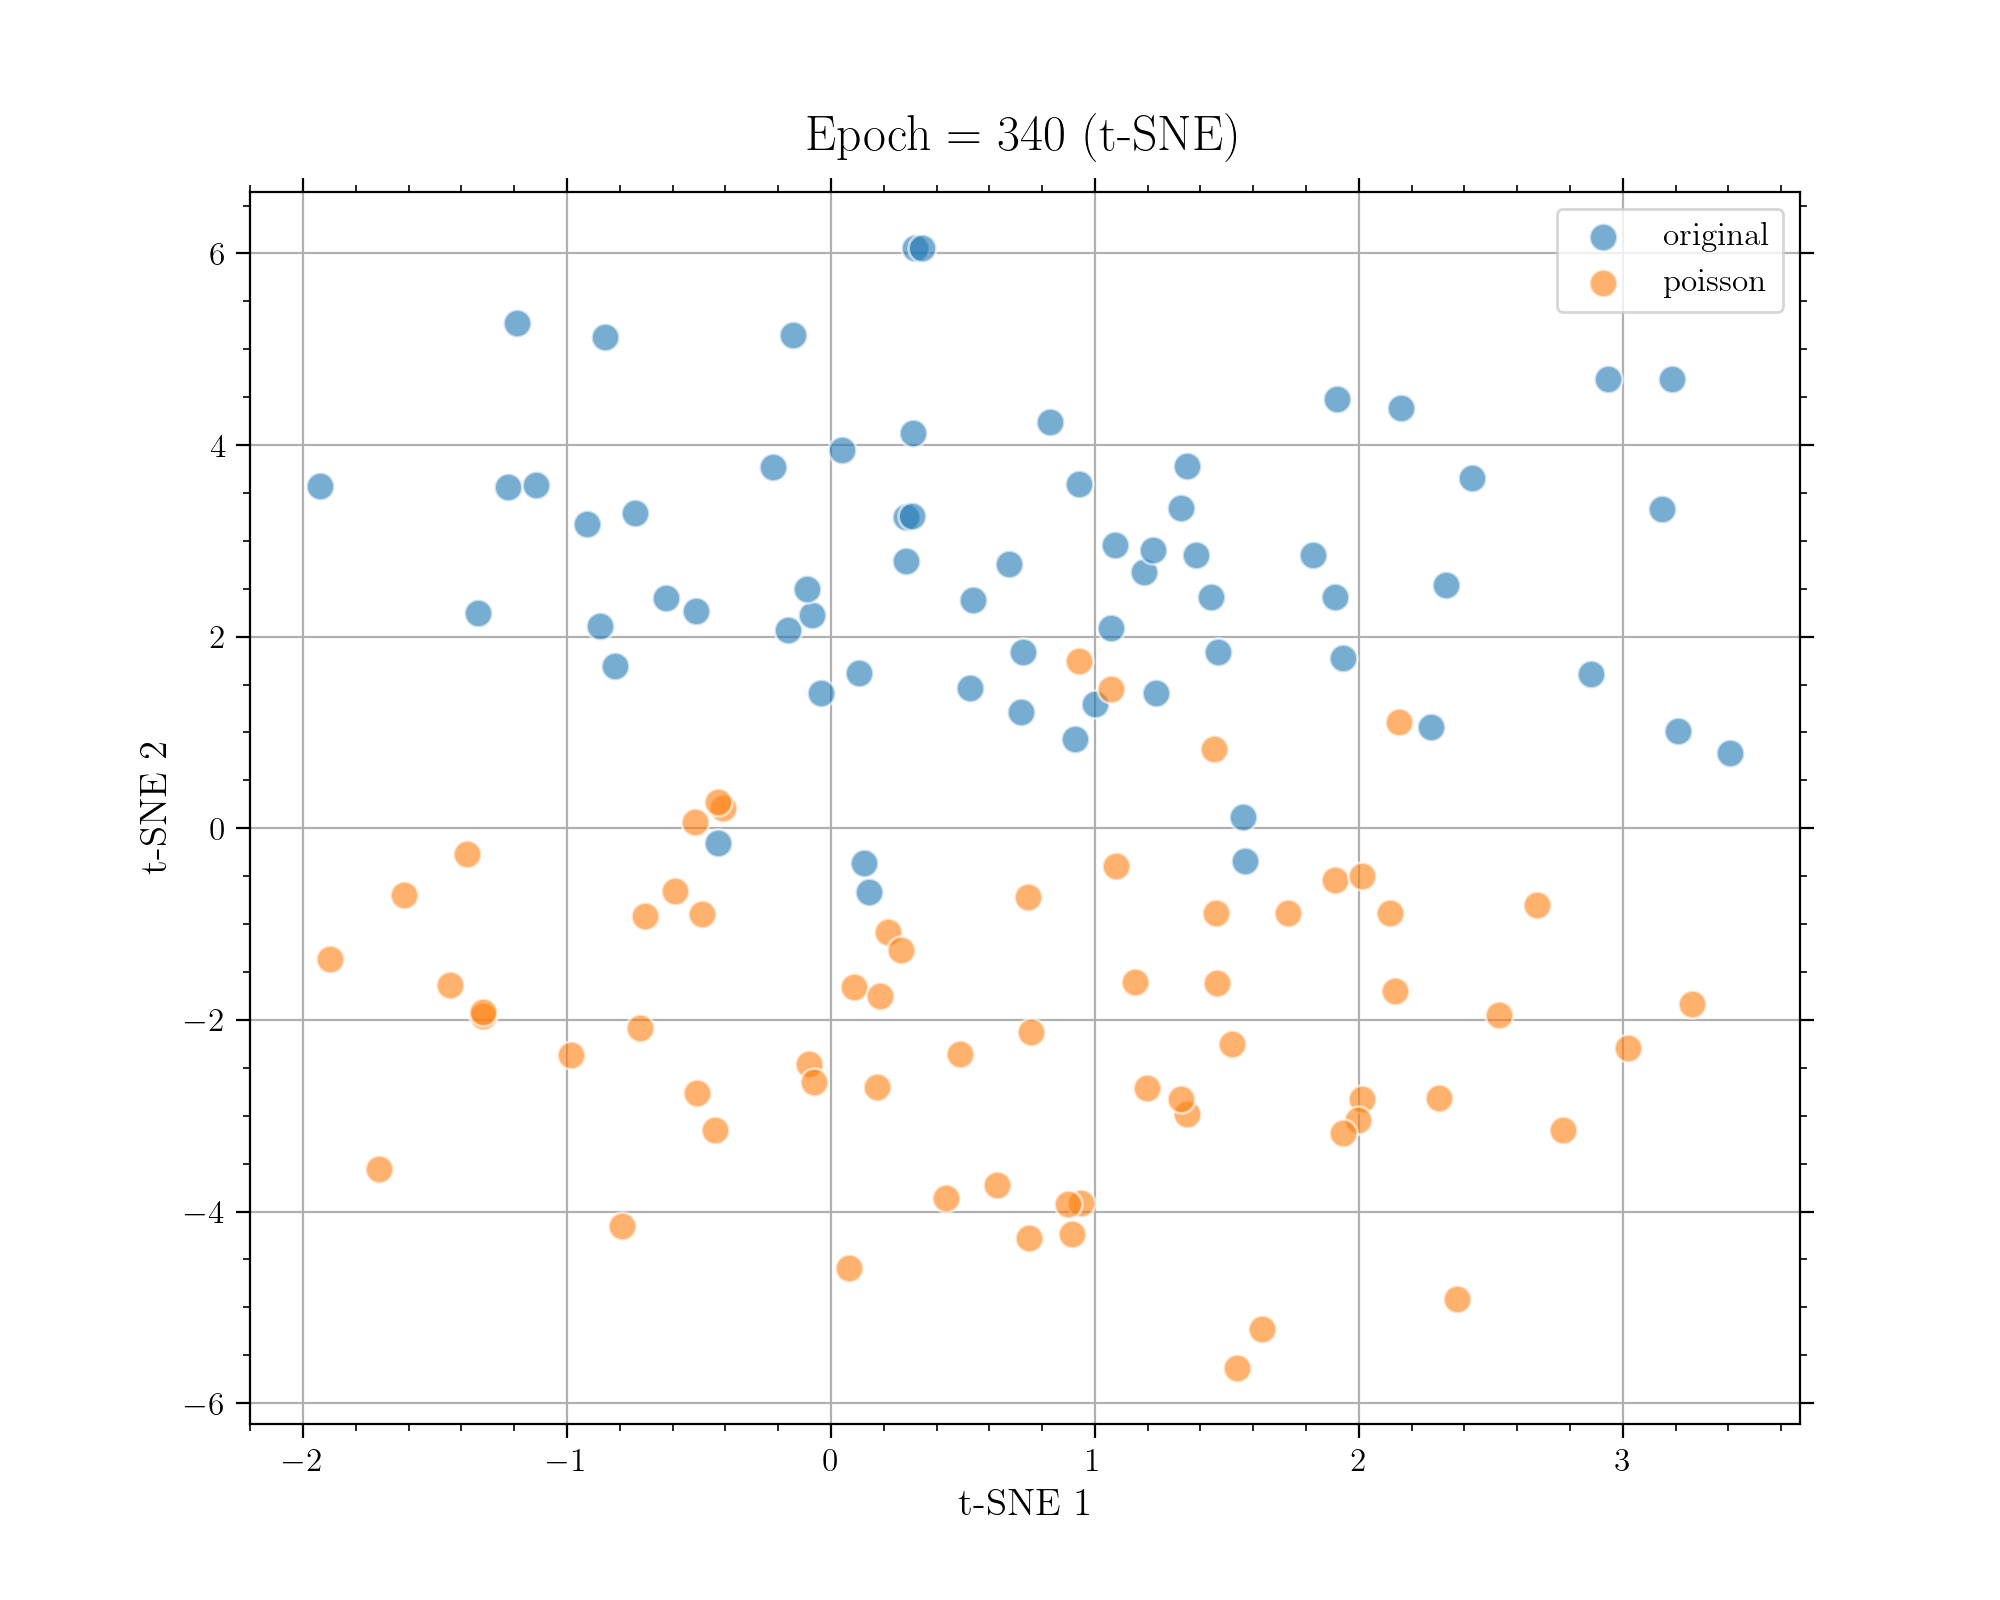 Epoch = 340 (t-SNE)
original
poisson
6
4
2
0
−2
−4
−6
t-SNE 2
−2 −1 0 1 2 3
t-SNE 1